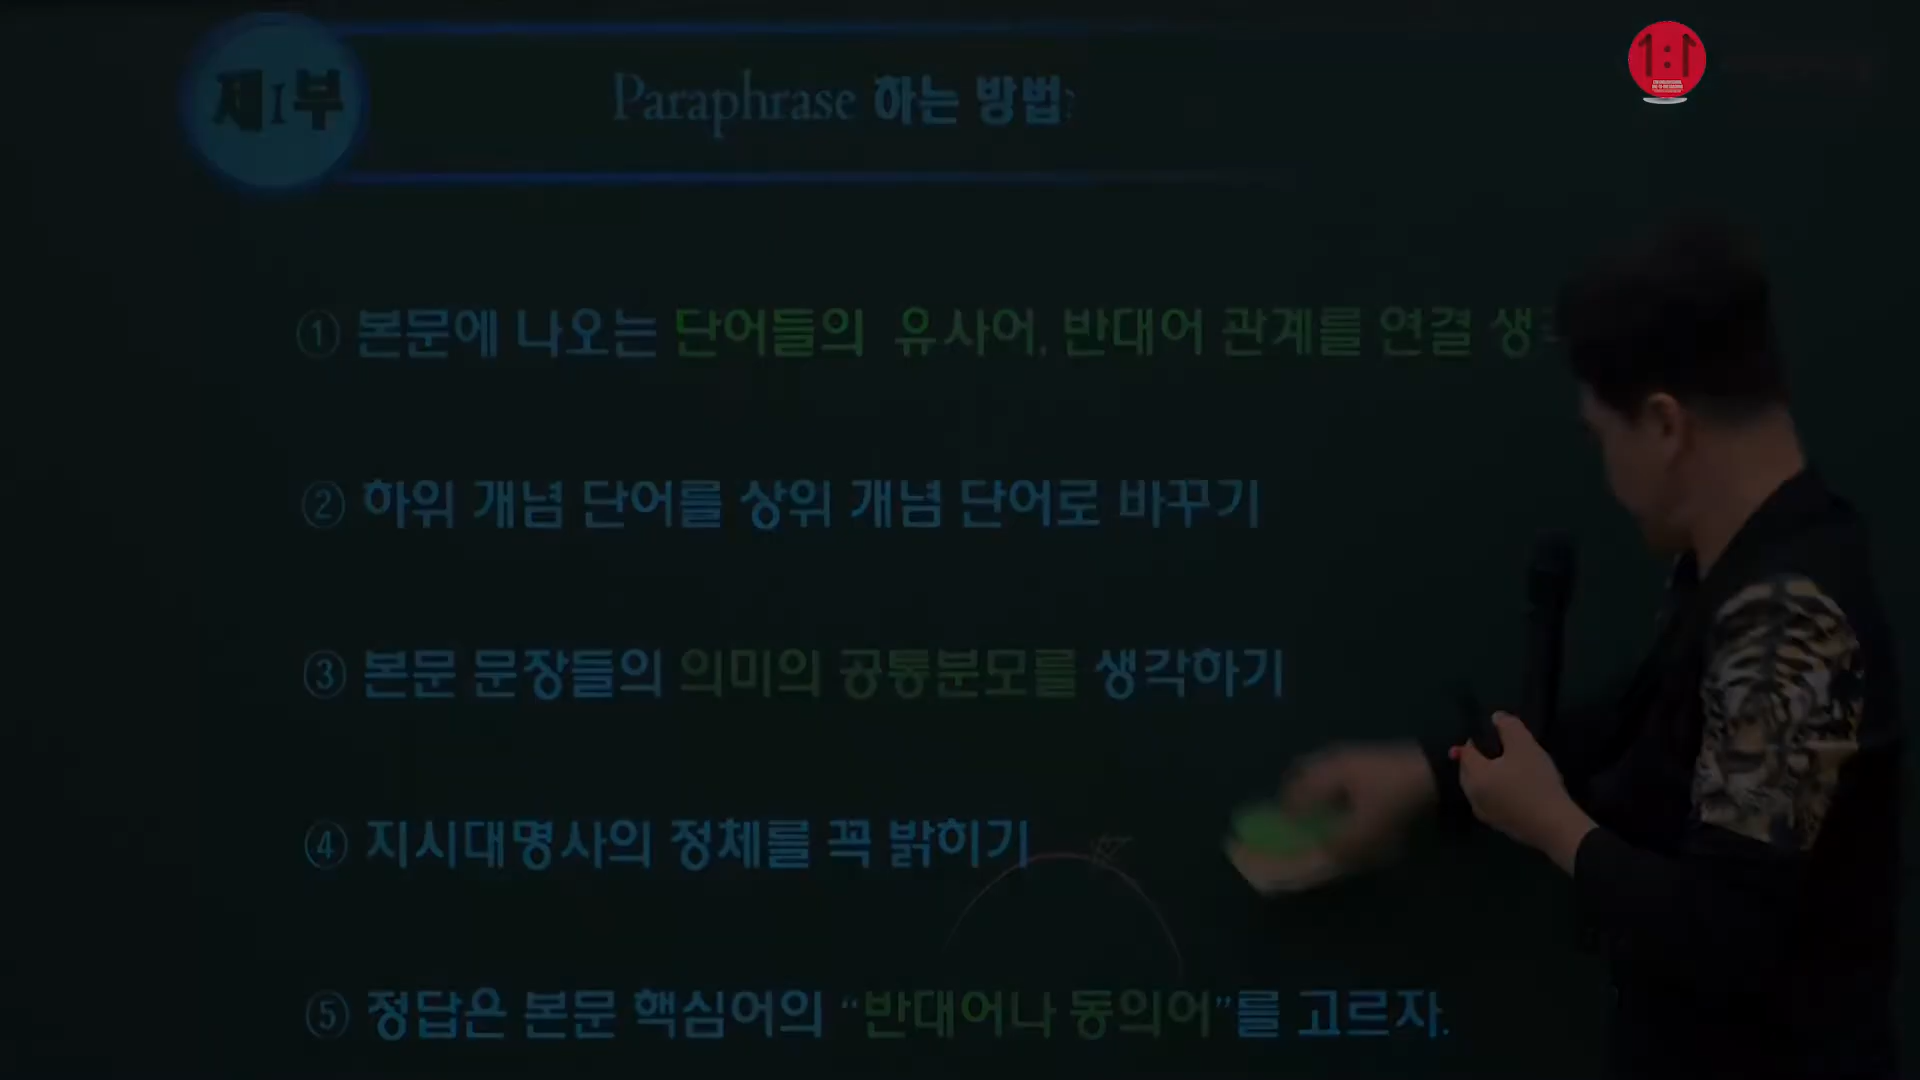 제1부
Paraphrase 하는 방법?
1:1
① 본문에 나오는 단어들의 유사어, 반대어 관계를 연결
② 하위 개념 단어를 상위 개념 단어로 바꾸기
③ 본문 문장들의 의미의 공통분모를 생각하기
④ 지시대명사의 정체를 꼭 밝히기
⑤ 정답은 본문 핵심어의 “반대어나 동의어”를 고르자.